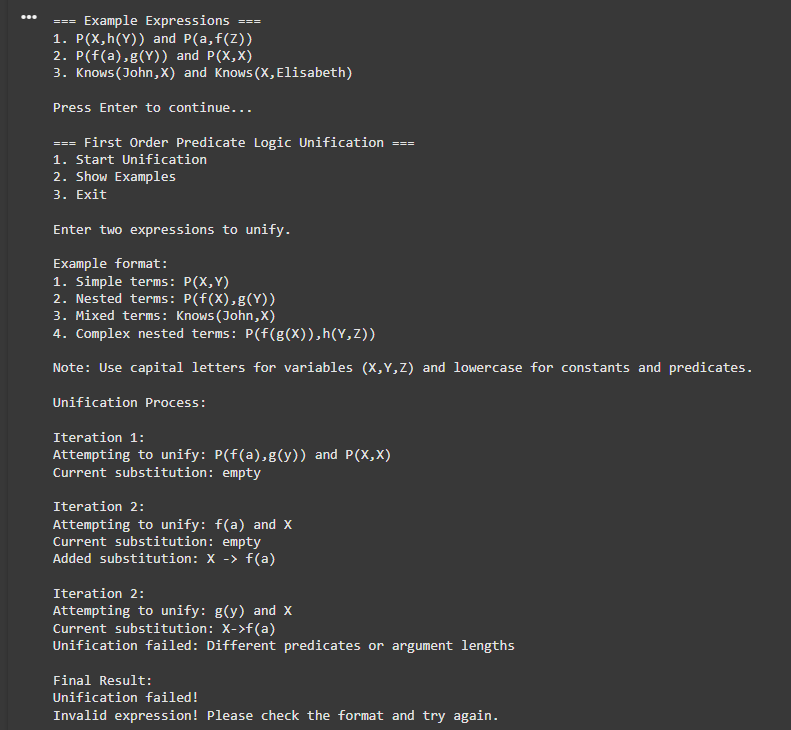 === Example Expressions ===
1. P(X,h(Y)) and P(a,f(Z))
2. P(f(a),g(Y)) and P(X,X)
3. Knows(John,X) and Knows(X,Elisabeth)
Press Enter to continue...
=== First Order Predicate Logic Unification ===
1. Start Unification
2. Show Examples
3. Exit
Enter two expressions to unify.
Example format:
1. Simple terms: P(X,Y)
2. Nested terms: P(f(X),g(Y))
3. Mixed terms: Knows(John,X)
4. Complex nested terms: P(f(g(X)),h(Y,Z))
Note: Use capital letters for variables (X,Y,Z) and lowercase for constants and predicates.
Unification Process:
Iteration 1:
Attempting to unify: P(f(a),g(y)) and P(X,X)
Current substitution: empty
Iteration 2:
Attempting to unify: f(a) and X
Current substitution: empty
Added substitution: X -> f(a)
Iteration 2:
Attempting to unify: g(y) and X
Current substitution: X->f(a)
Unification failed: Different predicates or argument lengths
Final Result:
Unification failed!
Invalid expression! Please check the format and try again.